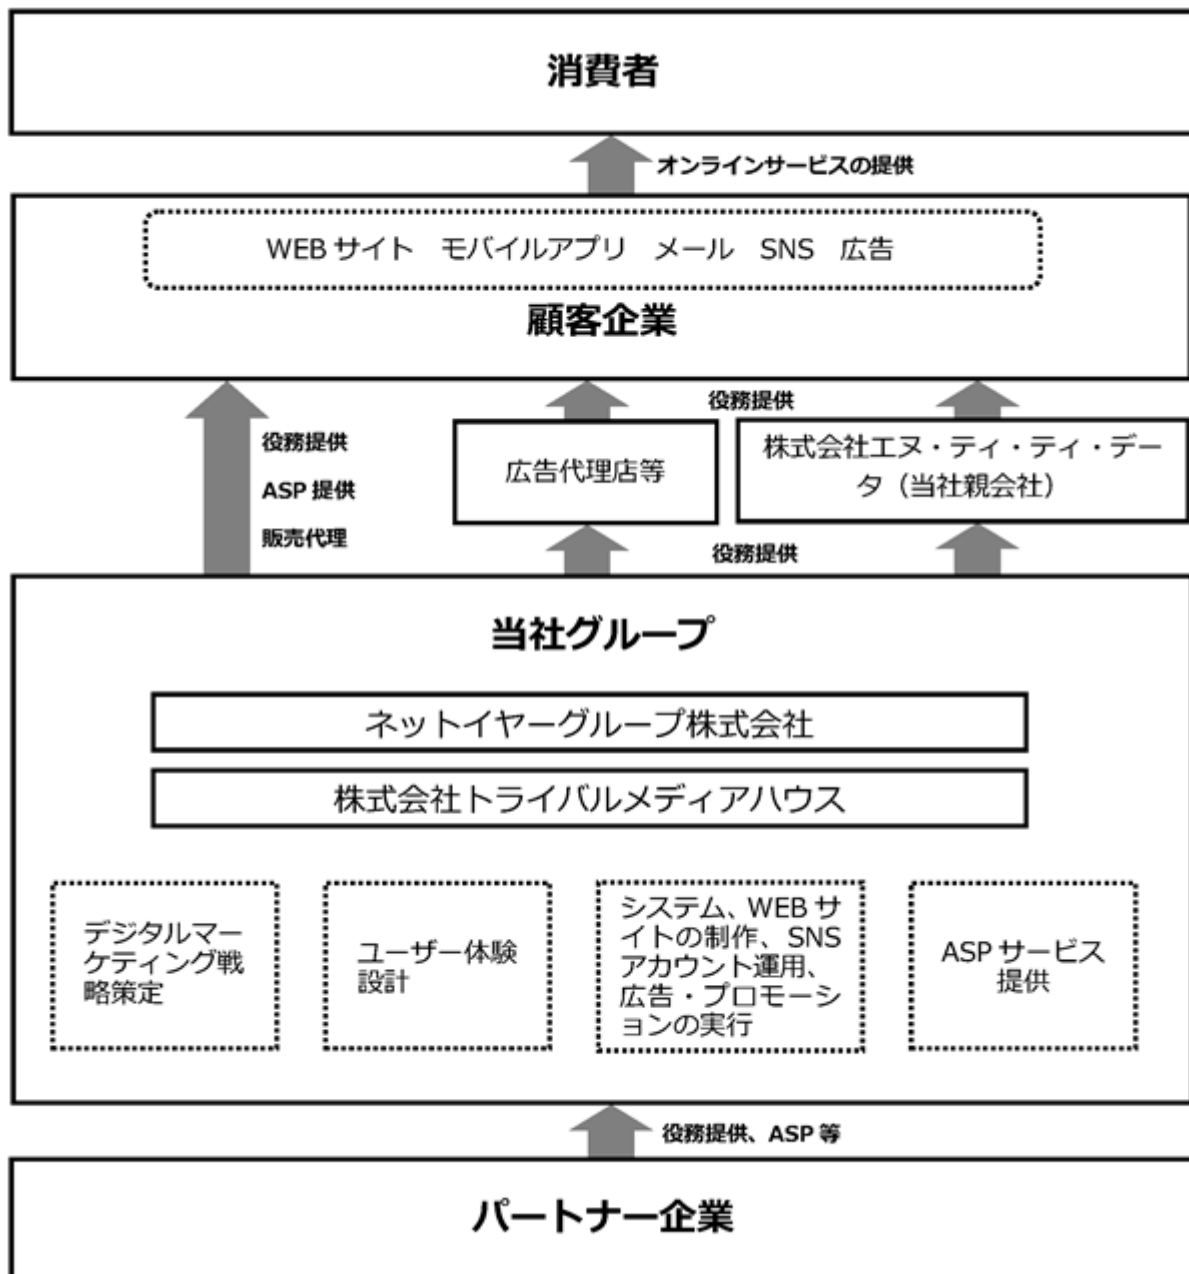 消費者
オンラインサービスの提供
WEB サイト　モバイルアプリ　メール　SNS　広告
顧客企業
役務提供
ASP 提供
販売代理
役務提供
広告代理店等
株式会社エヌ・ティ・ティ・デー
タ（当社親会社）
役務提供
当社グループ
ネットイヤーグループ株式会社
株式会社トライバルメディアハウス
デジタルマー
ケティング戦
略策定
ユーザー体験
設計
システム、WEB サ
イトの制作、SNS
アカウント運用、
広告・プロモーシ
ョンの実行
ASP サービス
提供
役務提供、ASP 等
パートナー企業